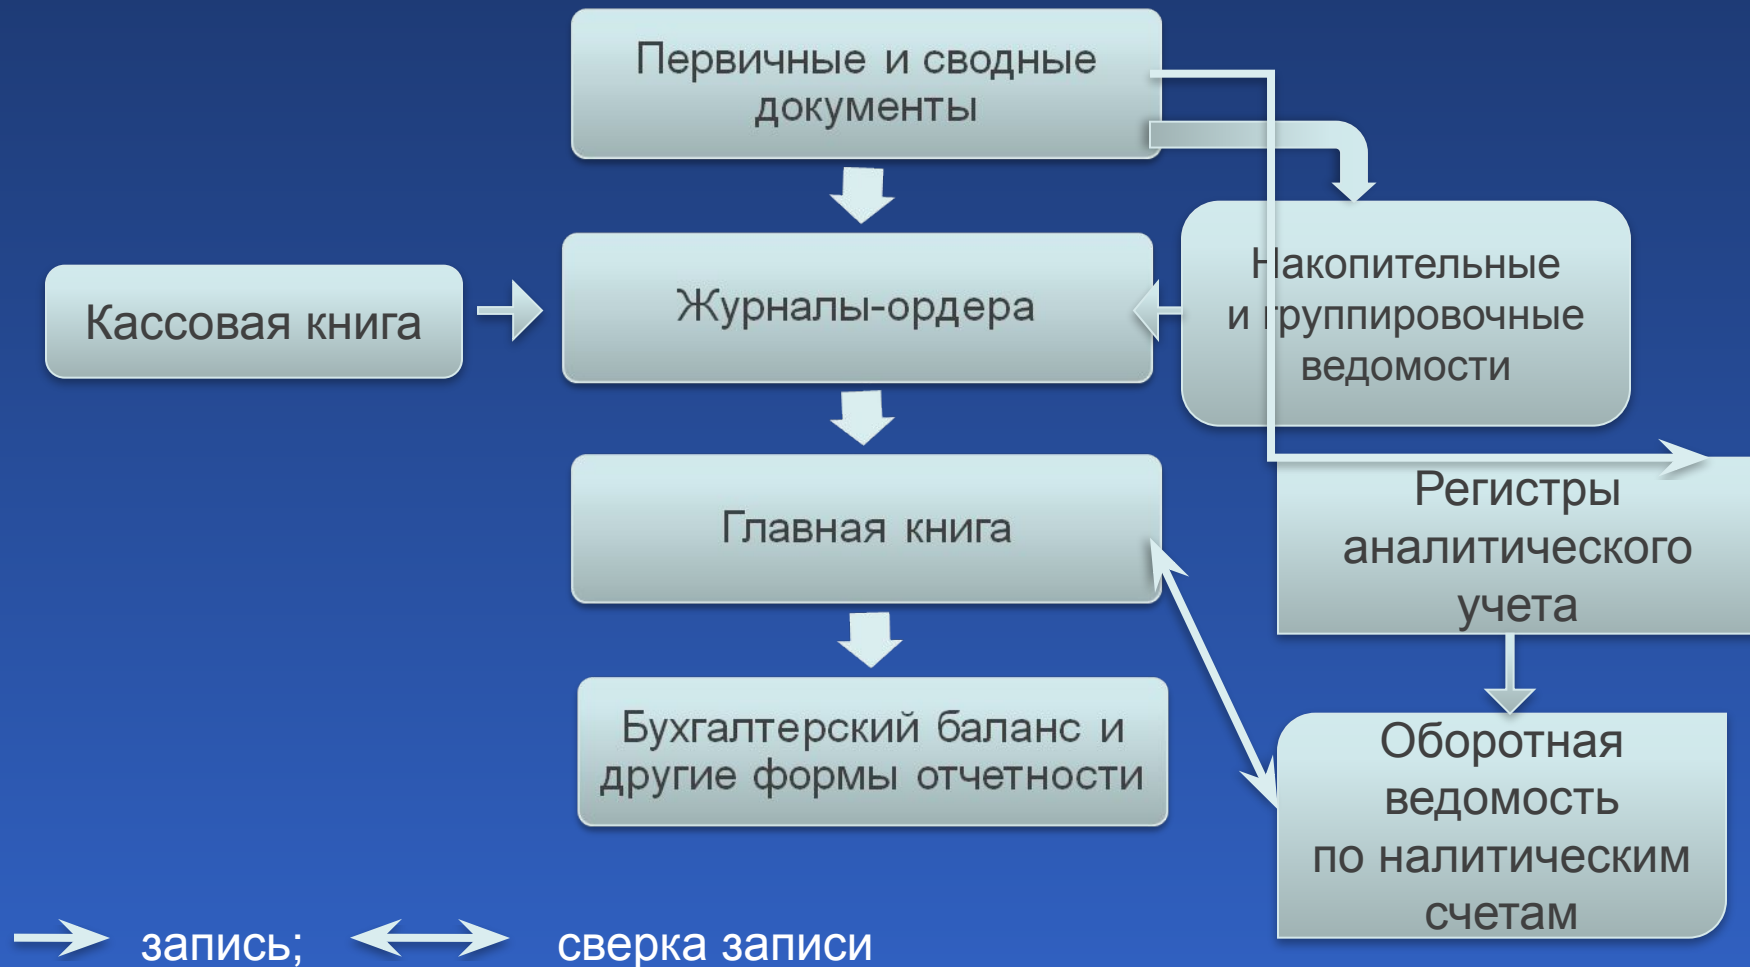 Первичные и сводные
документы
Кассовая книга
Журналы-ордера
Накопительные
и группировочные
ведомости
Главная книга
Регистры
аналитического
учета
Бухгалтерский баланс и
другие формы отчетности
Оборотная
ведомость
по налитическим
счетам
запись;
сверка записи